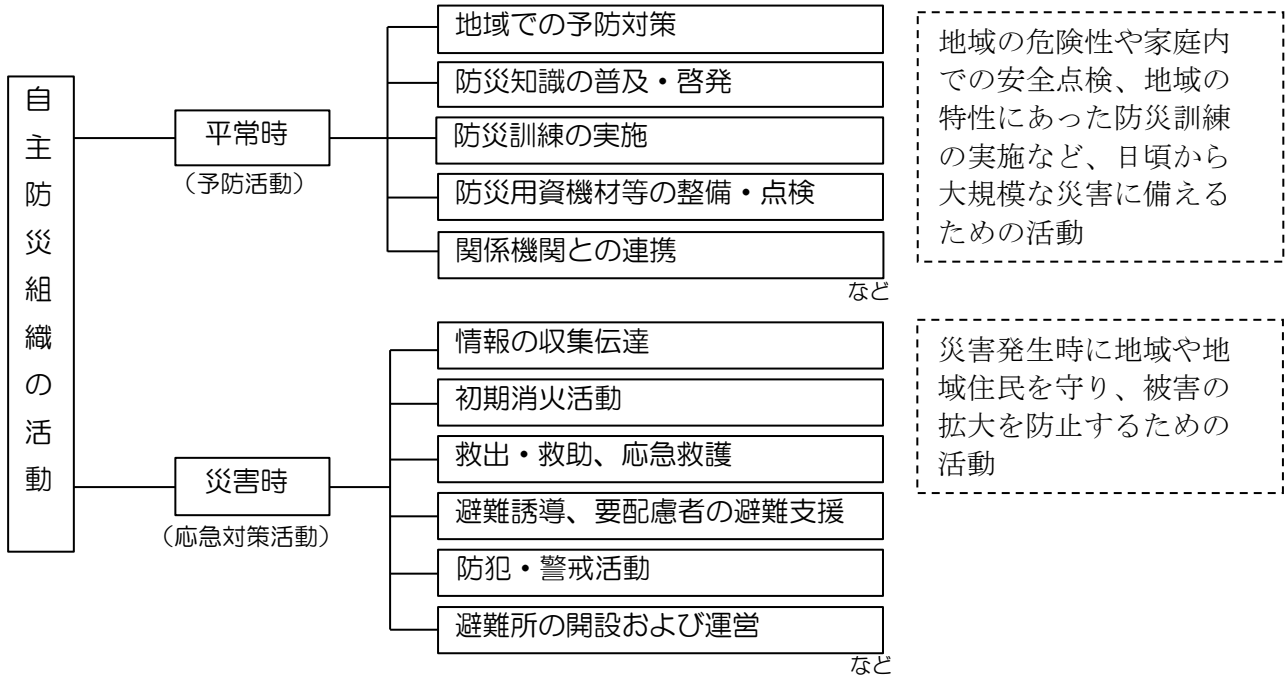 自主防災組織の活動
平常時
（予防活動）
地域での予防対策
防災知識の普及・啓発
防災訓練の実施
防災用資機材等の整備・点検
関係機関との連携
など
地域の危険性や家庭内
での安全点検、地域の
特性にあった防災訓練
の実施など、日頃から
大規模な災害に備える
ための活動
災害時
（応急対策活動）
情報の収集伝達
初期消火活動
救出・救助、応急救護
避難誘導、要配慮者の避難支援
防犯・警戒活動
避難所の開設および運営
など
災害発生時に地域や地
域住民を守り、被害の
拡大を防止するための
活動